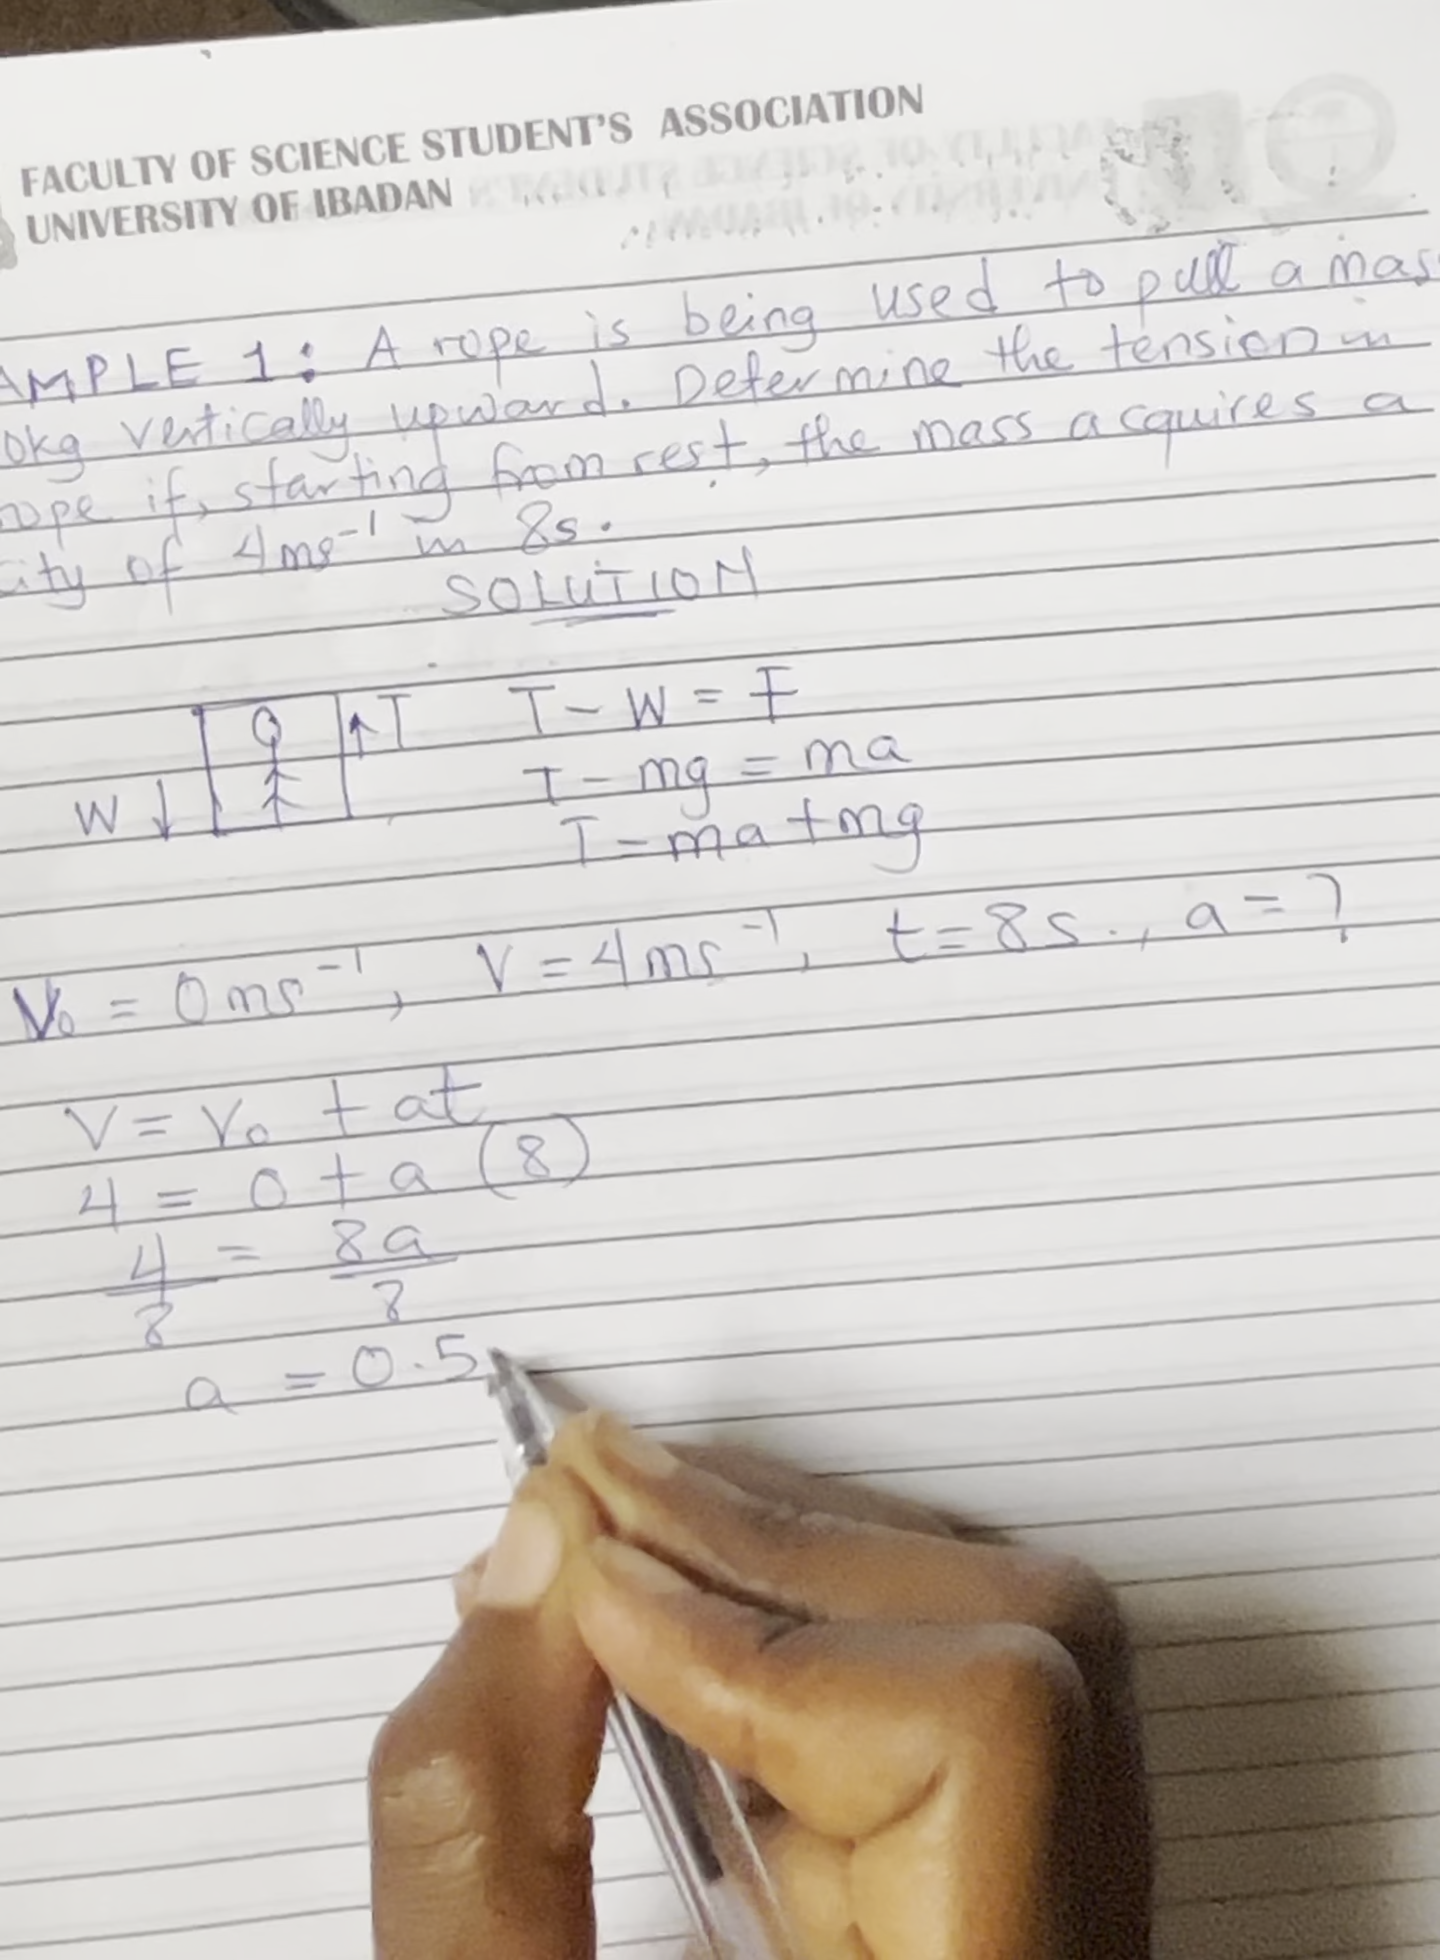 FACULTY OF SCIENCE STUDENT'S ASSOCIATION
UNIVERSITY OF IBADAN
AMPLE 1: A rope is being used to pull a mas
0kg vertically upward. Determine the tension in
rope if, starting from rest, the mass acquires a
city of 4ms⁻¹ in 8s.
SOLUTION
T T - W = F
W T - mg = ma
T = ma + mg
V₀ = 0ms⁻¹, V = 4ms⁻¹, t = 8s., a = ?
V = V₀ + at
4 = 0 + a (8)
4/8 = 8a/8
a = 0.5